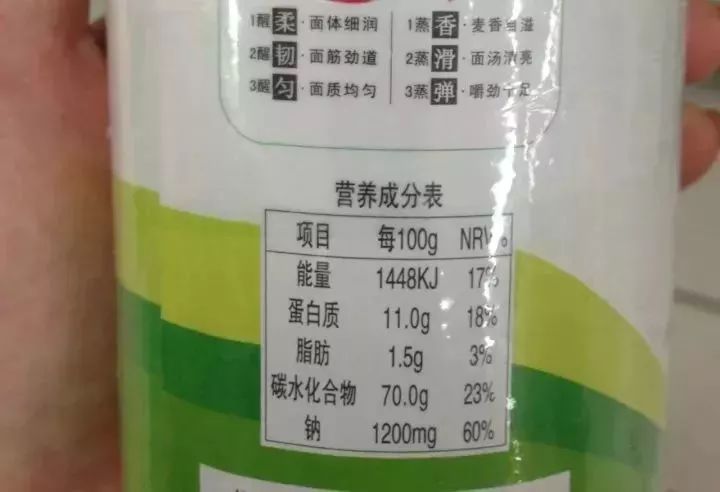 1醒柔·面体细润
2醒韧·面筋劲道
3醒匀·面质均匀
1蒸香·麦香自溢
2蒸滑·面汤清亮
3蒸弹·嚼劲十足
营养成分表
项目 每100g NRV%
能量 1448KJ 17%
蛋白质 11.0g 18%
脂肪 1.5g 3%
碳水化合物 70.0g 23%
钠 1200mg 60%